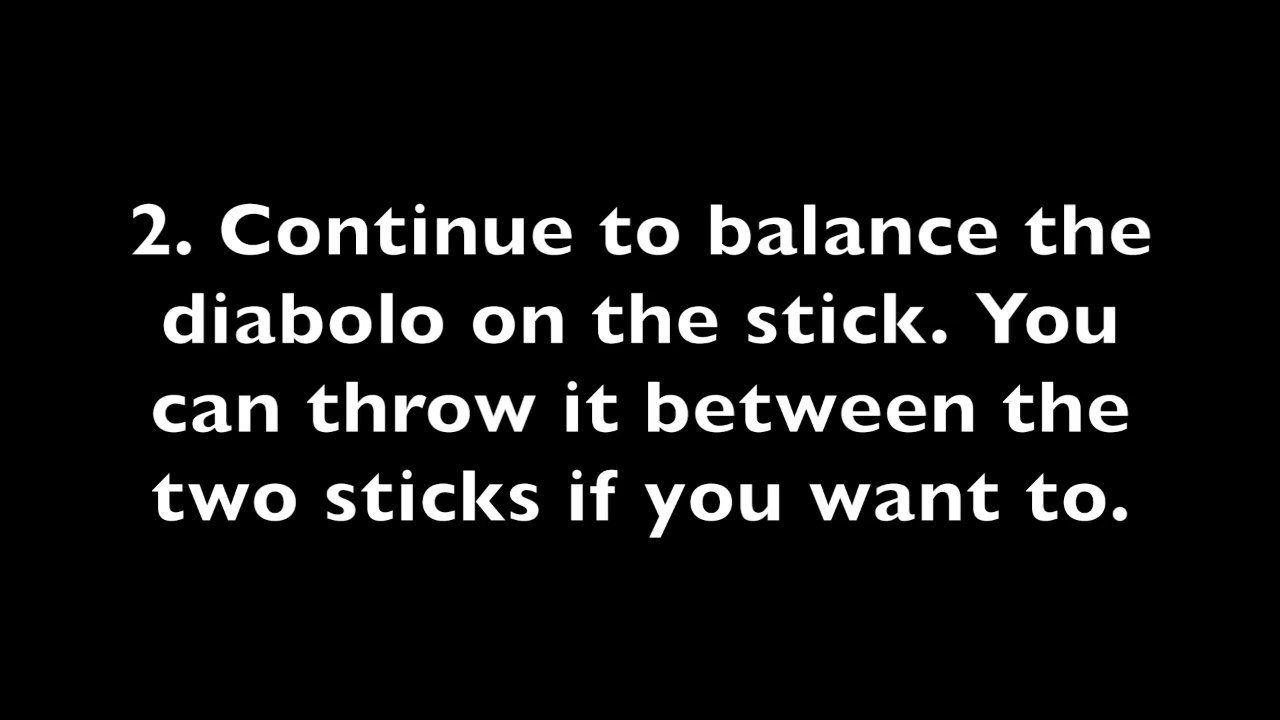 2. Continue to balance the
diabolo on the stick. You
can throw it between the
two sticks if you want to.